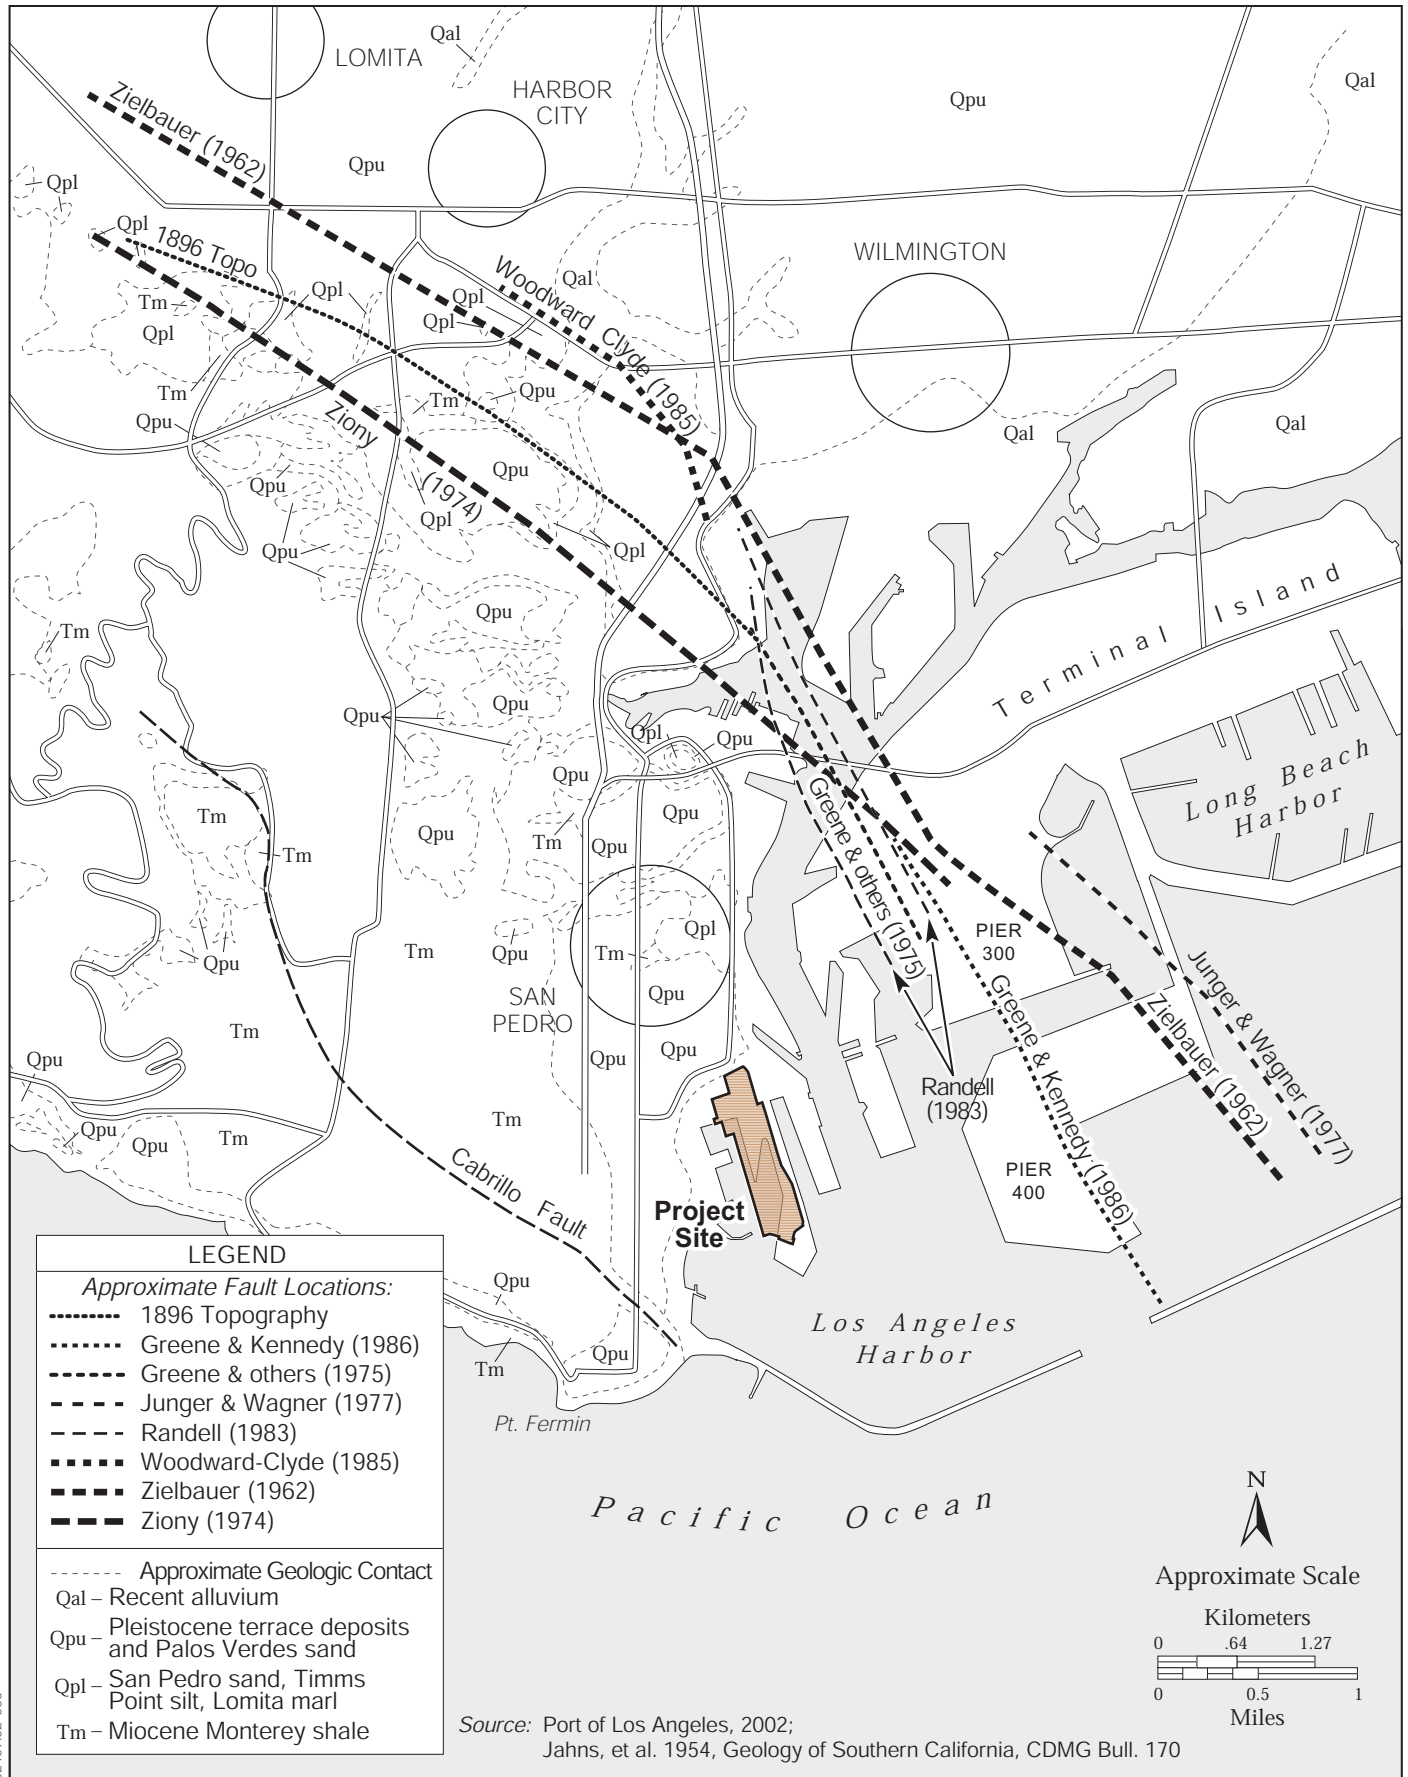 LOMITA
Qal
HARBOR
CITY
Qpu
Qal
Zielbauer (1962)
Qpu
Qpl
Qpl
1896 Topo
WILMINGTON
Woodward Clyde (1985)
Qal
Qpl
Qpl
Tm
Qpl
Qpl
Tm
Qpu
Tm
Qpu
Ziony
(1974)
Qal
Qal
Qpu
Qpu
Qpl
Qpu
Qpl
Qpu
Tm
Terminal Island
Qpu
Qpu
Qpl
Qpu
Qpu
Long Beach
Harbor
Tm
Tm
Qpu
Tm
Qpu
Qpu
Greene & others (1975)
Qpu
Tm
Qpu
Tm
Qpl
Qpu
PIER
300
SAN
PEDRO
Junger & Wagner (1977)
Zielbauer (1962)
Greene & Kennedy (1986)
Tm
Qpu
Qpu
Qpu
Randell
(1983)
Qpu
Qpu
Tm
Tm
Cabrillo Fault
PIER
400
Project
Site
Qpu
Qpu
Tm
Los Angeles
Harbor
Pt. Fermin
Pacific Ocean
LEGEND
Approximate Fault Locations:
1896 Topography
Greene & Kennedy (1986)
Greene & others (1975)
Junger & Wagner (1977)
Randell (1983)
Woodward-Clyde (1985)
Zielbauer (1962)
Ziony (1974)
Approximate Geologic Contact
Qal – Recent alluvium
Qpu – Pleistocene terrace deposits
and Palos Verdes sand
Qpl – San Pedro sand, Timms
Point silt, Lomita marl
Tm – Miocene Monterey shale
N
Approximate Scale
Kilometers
0 .64 1.27
0 0.5 1
Miles
Source: Port of Los Angeles, 2002;
Jahns, et al. 1954, Geology of Southern California, CDMG Bull. 170